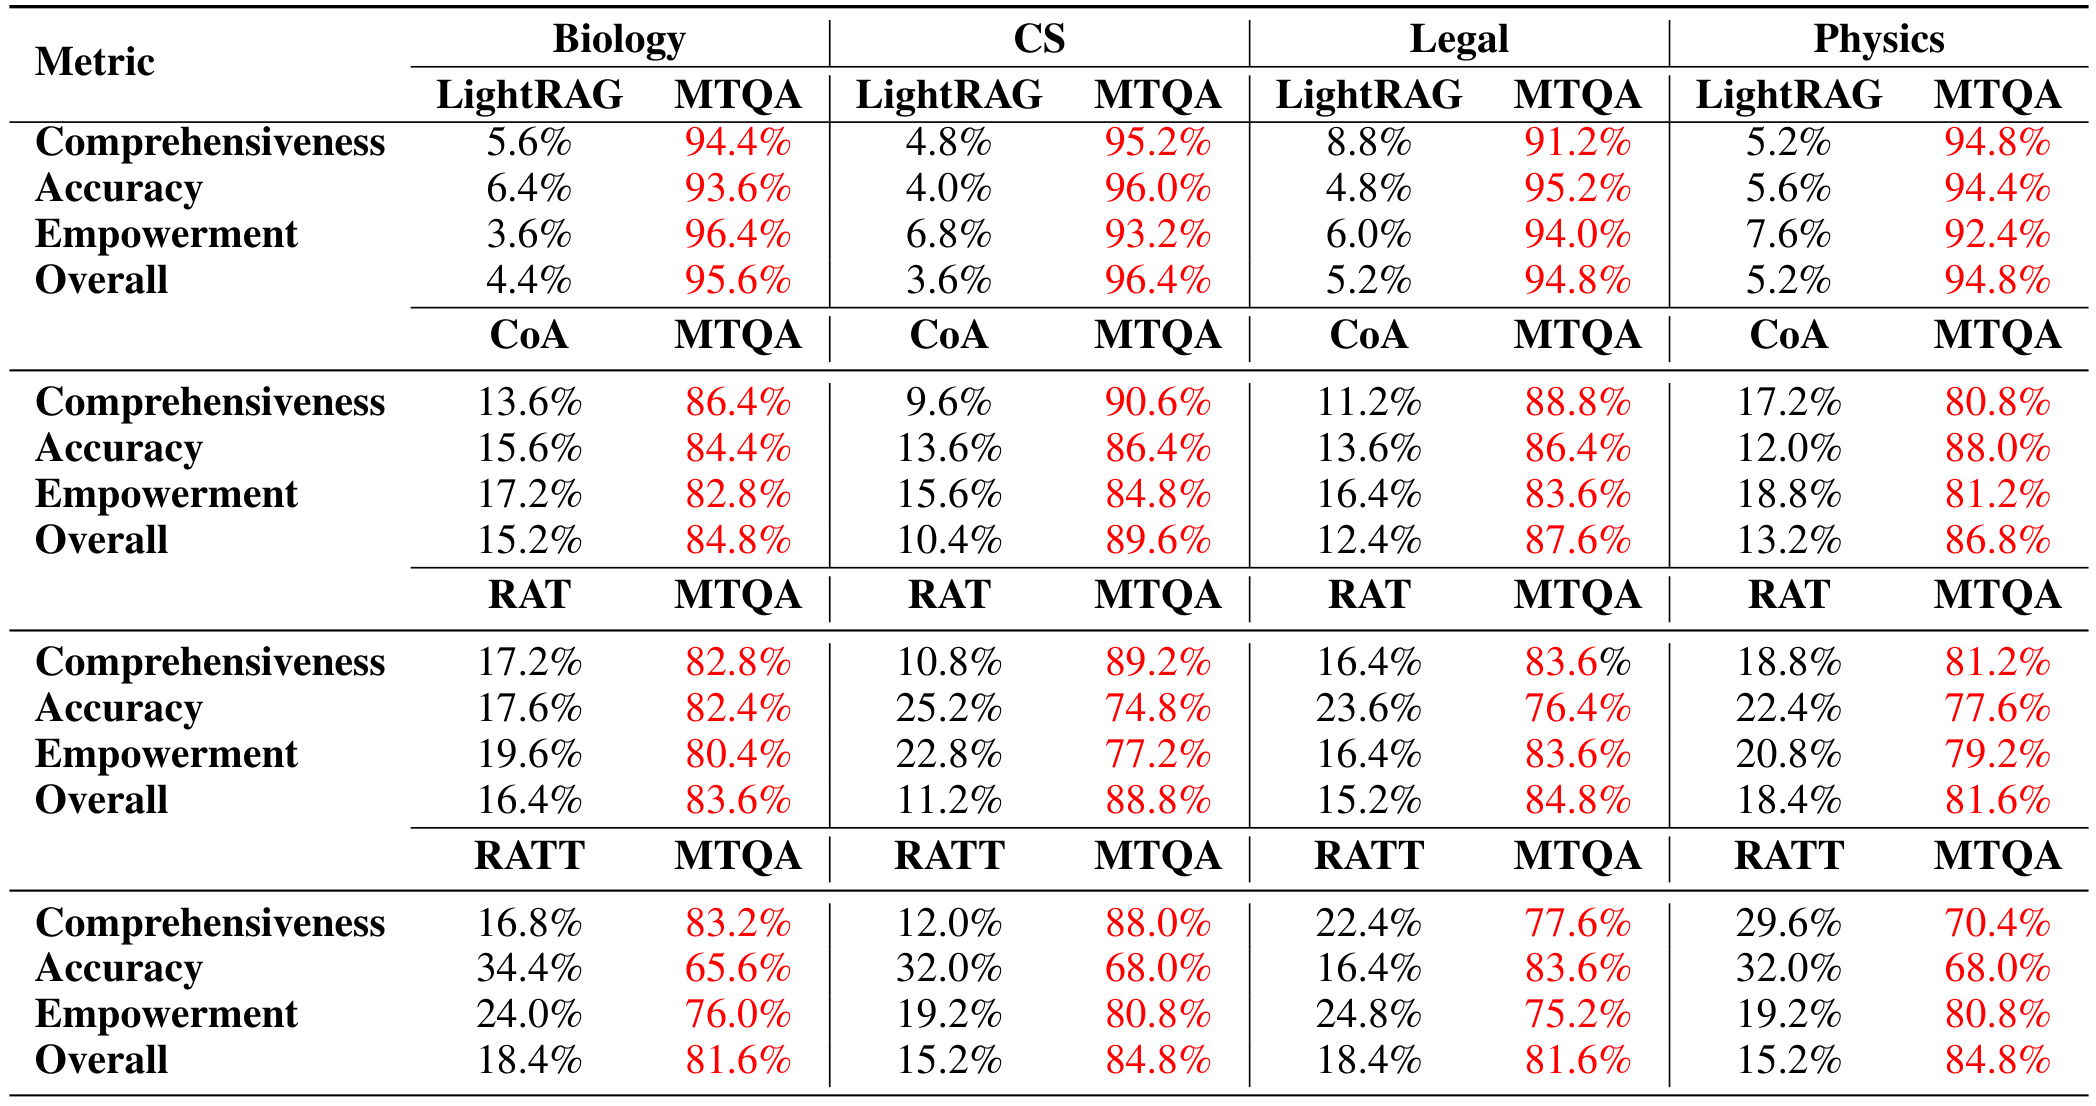 Metric Biology CS Legal Physics
LightRAG MTQA LightRAG MTQA LightRAG MTQA LightRAG MTQA
Comprehensiveness 5.6% 94.4% 4.8% 95.2% 8.8% 91.2% 5.2% 94.8%
Accuracy 6.4% 93.6% 4.0% 96.0% 4.8% 95.2% 5.6% 94.4%
Empowerment 3.6% 96.4% 6.8% 93.2% 6.0% 94.0% 7.6% 92.4%
Overall 4.4% 95.6% 3.6% 96.4% 5.2% 94.8% 5.2% 94.8%
CoA MTQA CoA MTQA CoA MTQA CoA MTQA
Comprehensiveness 13.6% 86.4% 9.6% 90.6% 11.2% 88.8% 17.2% 80.8%
Accuracy 15.6% 84.4% 13.6% 86.4% 13.6% 86.4% 12.0% 88.0%
Empowerment 17.2% 82.8% 15.6% 84.8% 16.4% 83.6% 18.8% 81.2%
Overall 15.2% 84.8% 10.4% 89.6% 12.4% 87.6% 13.2% 86.8%
RAT MTQA RAT MTQA RAT MTQA RAT MTQA
Comprehensiveness 17.2% 82.8% 10.8% 89.2% 16.4% 83.6% 18.8% 81.2%
Accuracy 17.6% 82.4% 25.2% 74.8% 23.6% 76.4% 22.4% 77.6%
Empowerment 19.6% 80.4% 22.8% 77.2% 16.4% 83.6% 20.8% 79.2%
Overall 16.4% 83.6% 11.2% 88.8% 15.2% 84.8% 18.4% 81.6%
RATT MTQA RATT MTQA RATT MTQA RATT MTQA
Comprehensiveness 16.8% 83.2% 12.0% 88.0% 22.4% 77.6% 29.6% 70.4%
Accuracy 34.4% 65.6% 32.0% 68.0% 16.4% 83.6% 32.0% 68.0%
Empowerment 24.0% 76.0% 19.2% 80.8% 24.8% 75.2% 19.2% 80.8%
Overall 18.4% 81.6% 15.2% 84.8% 18.4% 81.6% 15.2% 84.8%